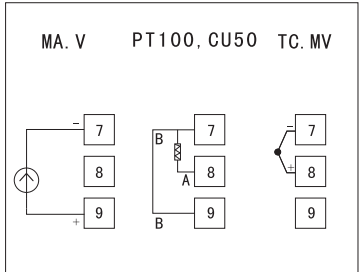 MA. V PT100, CU50 TC. MV
- 7 7 - 7
B
8 A 8 + 8
+ 9 B 9 9